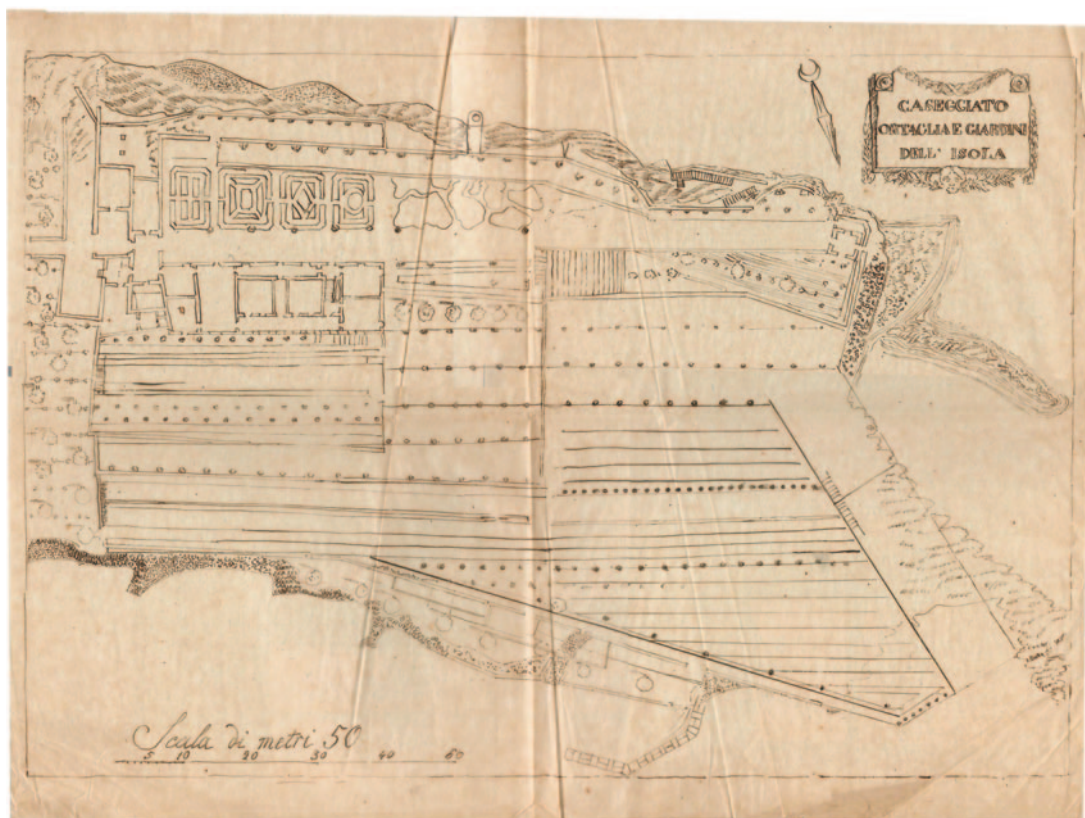 CASEGGIATO
ORTAGLIA E GIARDINI
DELL' ISOLA
Scala di metri 50
5 10 20 30 40 50